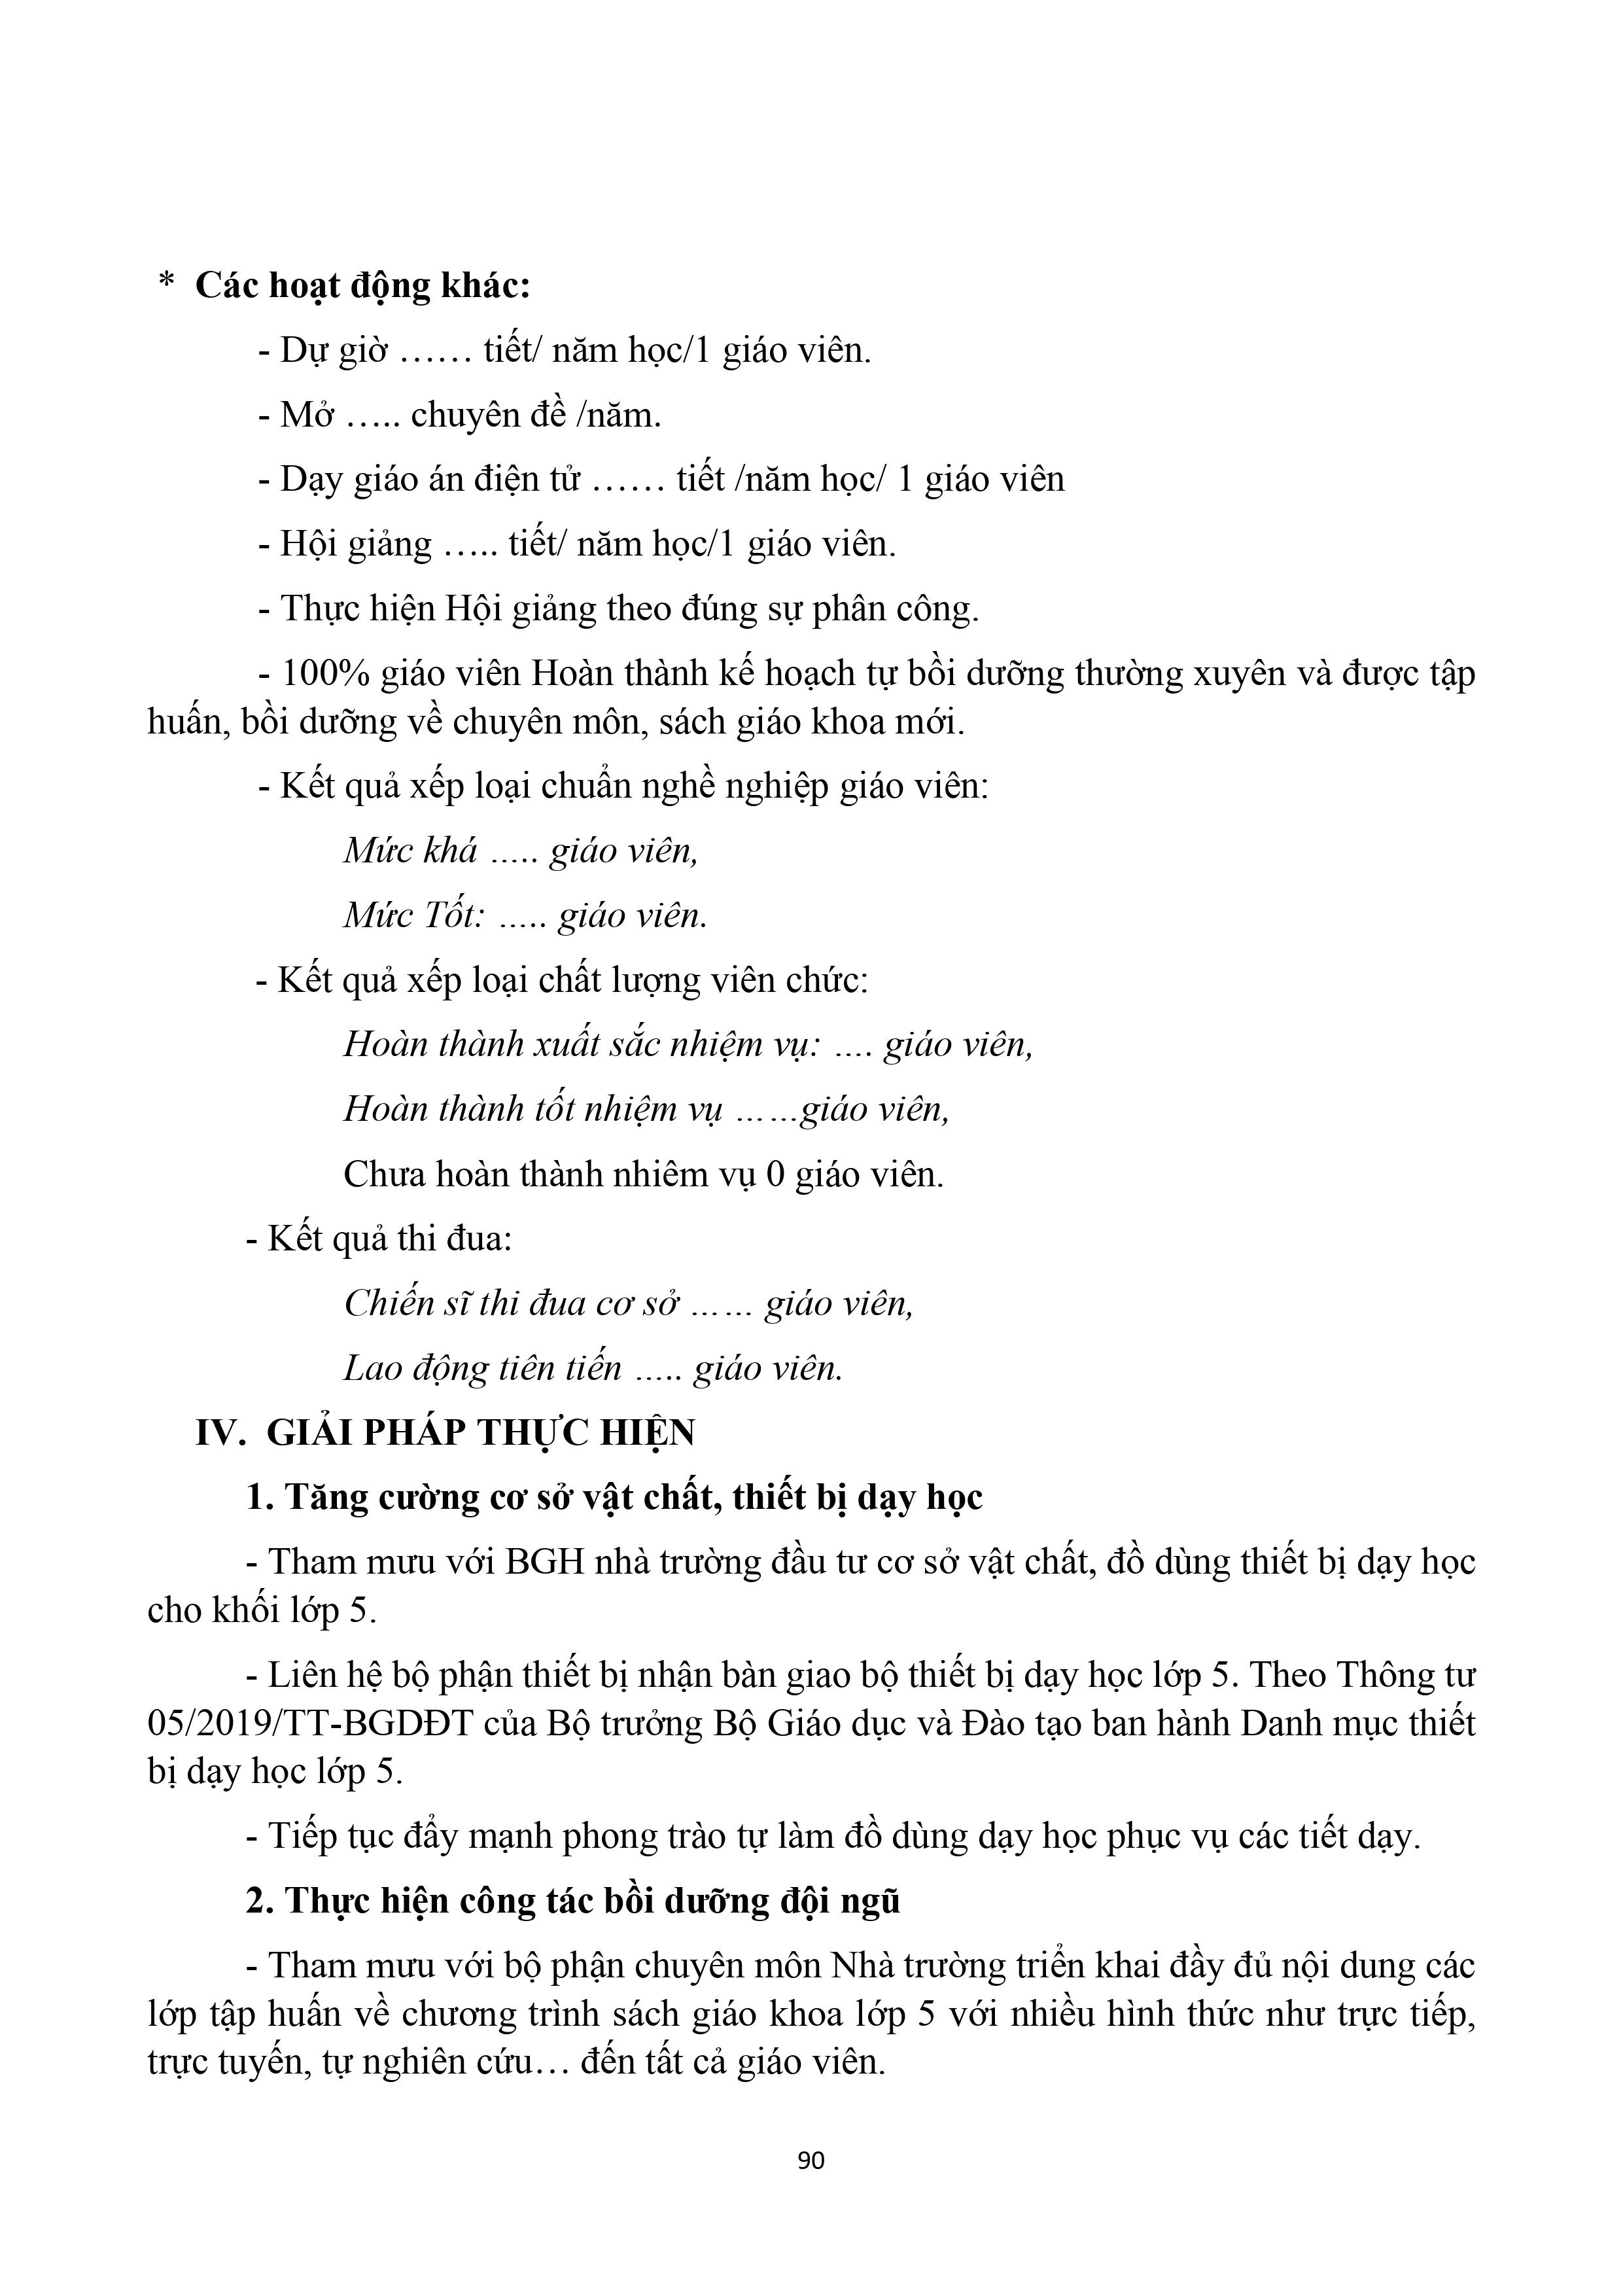 * Các hoạt động khác:
- Dự giờ …… tiết/ năm học/1 giáo viên.
- Mở ….. chuyên đề /năm.
- Dạy giáo án điện tử …… tiết /năm học/ 1 giáo viên
- Hội giảng ….. tiết/ năm học/1 giáo viên.
- Thực hiện Hội giảng theo đúng sự phân công.
- 100% giáo viên Hoàn thành kế hoạch tự bồi dưỡng thường xuyên và được tập
huấn, bồi dưỡng về chuyên môn, sách giáo khoa mới.
- Kết quả xếp loại chuẩn nghề nghiệp giáo viên:
Mức khá ….. giáo viên,
Mức Tốt: ….. giáo viên.
- Kết quả xếp loại chất lượng viên chức:
Hoàn thành xuất sắc nhiệm vụ: …. giáo viên,
Hoàn thành tốt nhiệm vụ ……giáo viên,
Chưa hoàn thành nhiêm vụ 0 giáo viên.
- Kết quả thi đua:
Chiến sĩ thi đua cơ sở …… giáo viên,
Lao động tiên tiến ….. giáo viên.
IV. GIẢI PHÁP THỰC HIỆN
1. Tăng cường cơ sở vật chất, thiết bị dạy học
- Tham mưu với BGH nhà trường đầu tư cơ sở vật chất, đồ dùng thiết bị dạy học
cho khối lớp 5.
- Liên hệ bộ phận thiết bị nhận bàn giao bộ thiết bị dạy học lớp 5. Theo Thông tư
05/2019/TT-BGDĐT của Bộ trưởng Bộ Giáo dục và Đào tạo ban hành Danh mục thiết
bị dạy học lớp 5.
- Tiếp tục đẩy mạnh phong trào tự làm đồ dùng dạy học phục vụ các tiết dạy.
2. Thực hiện công tác bồi dưỡng đội ngũ
- Tham mưu với bộ phận chuyên môn Nhà trường triển khai đầy đủ nội dung các
lớp tập huấn về chương trình sách giáo khoa lớp 5 với nhiều hình thức như trực tiếp,
trực tuyến, tự nghiên cứu… đến tất cả giáo viên.
90